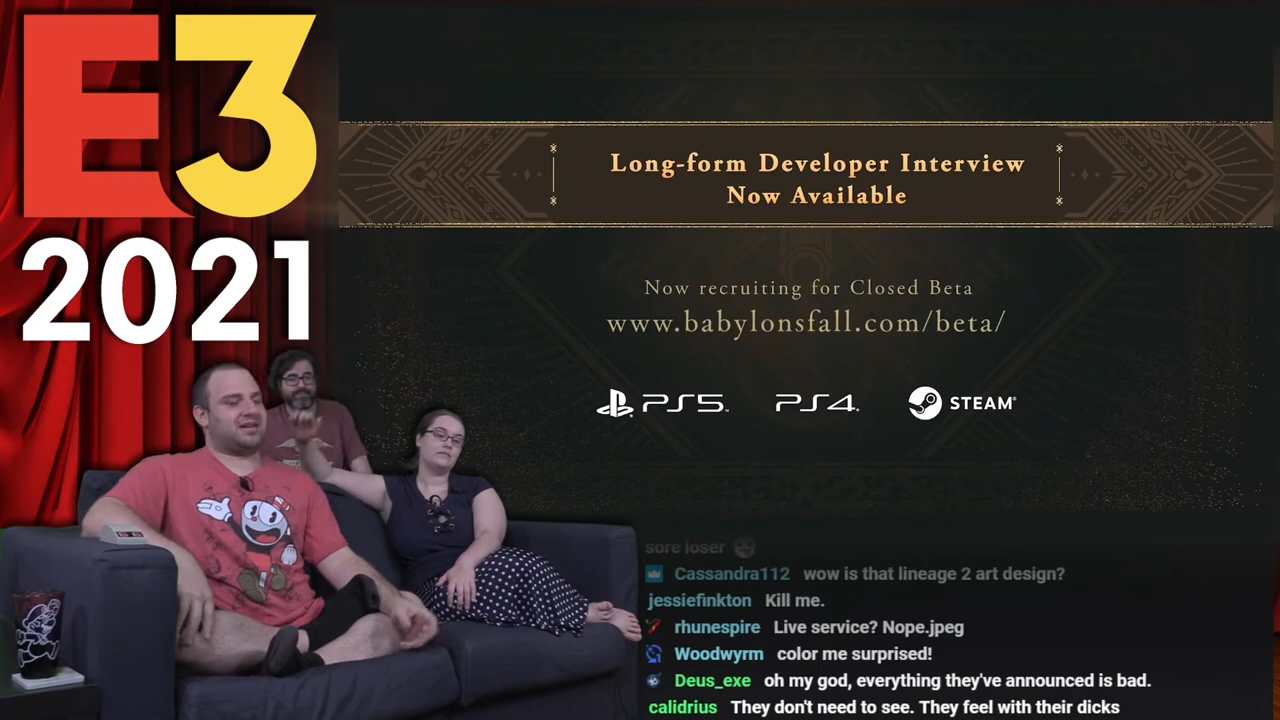 E3
2021
Long-form Developer Interview
Now Available
Now recruiting for Closed Beta
www.babylonsfall.com/beta/
PS5 PS4 STEAM
sore loser
Cassandra112 wow is that lineage 2 art design?
jessiefinkton Kill me.
rhunespire Live service? Nope.jpeg
Woodwyrm color me surprised!
Deus_exe oh my god, everything they've announced is bad.
calidrius They don't need to see. They feel with their dicks